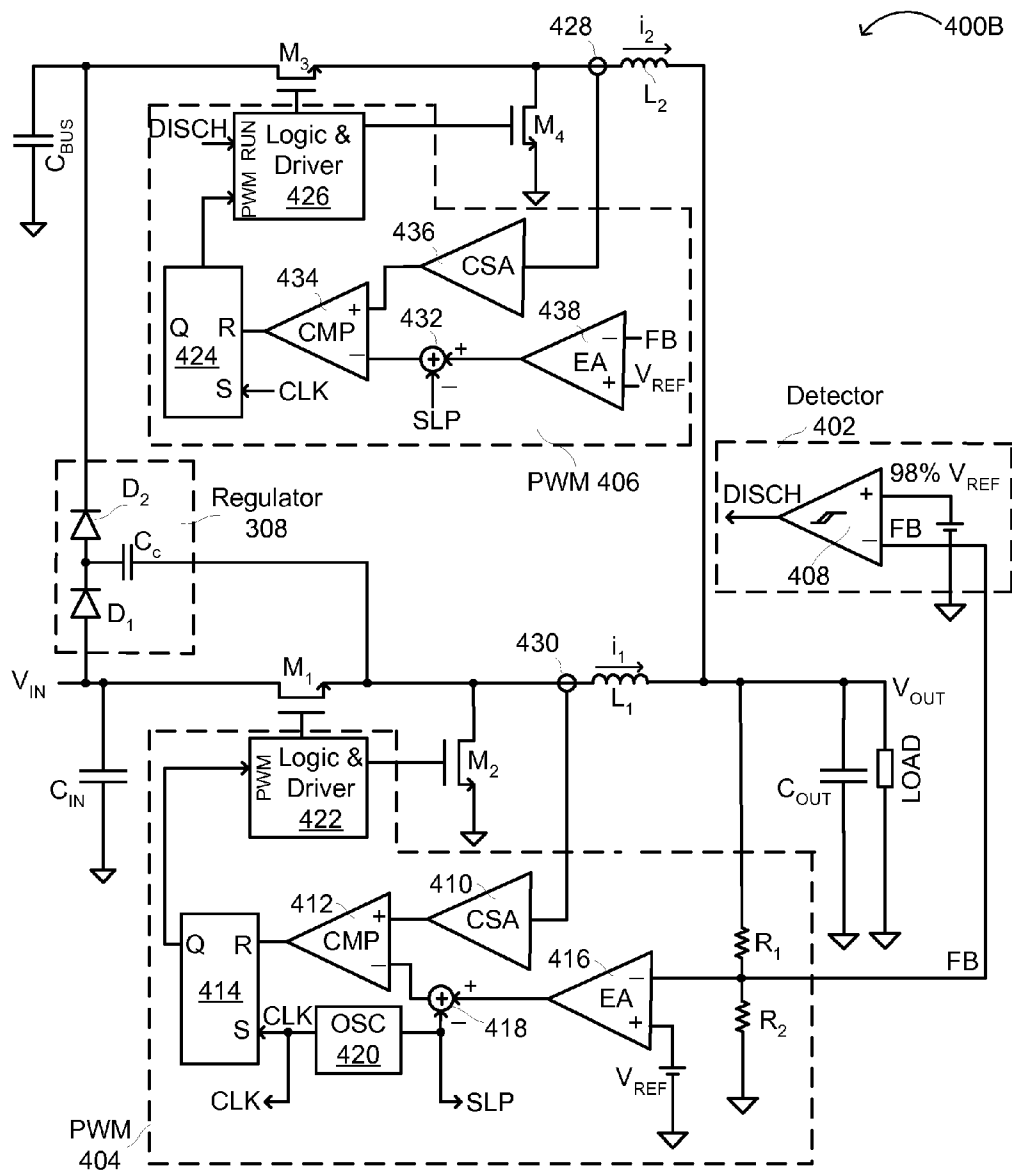 400B
428
i2
M3
L2
CBUS
DISCH
RUN
PWM
Logic &
Driver
426
M4
436
CSA
434
CMP
+
−
432
+
+
−
SLP
438
EA
−
+
FB
VREF
Q
R
424
S
CLK
PWM 406
Detector
402
DISCH
98% VREF
+
−
FB
408
D2
Regulator
308
Cc
D1
430
i1
M1
L1
VIN
VOUT
PWM
Logic &
Driver
422
M2
CIN
COUT
LOAD
410
CSA
412
CMP
+
−
416
EA
−
+
R1
FB
R2
Q
R
414
S
CLK
OSC
420
+
+
−
418
VREF
CLK
SLP
PWM
404